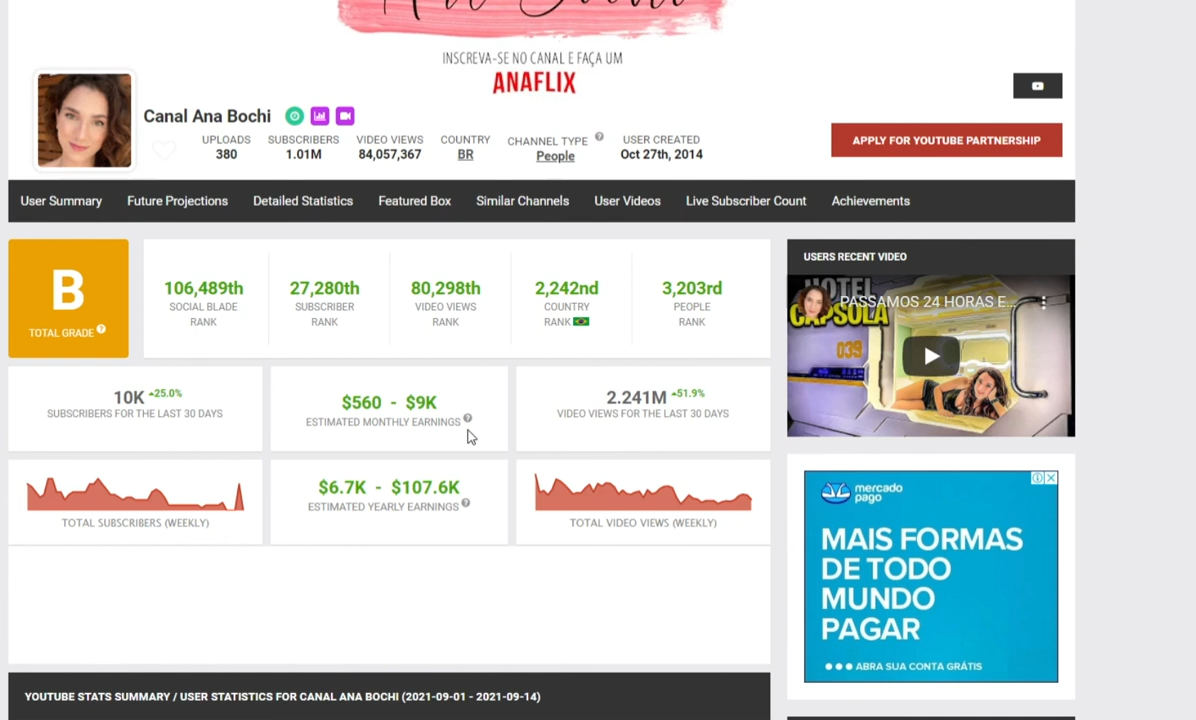 INSCREVA-SE NO CANAL E FAÇA UM
ANAFLIX
Canal Ana Bochi
UPLOADS
380
SUBSCRIBERS
1.01M
VIDEO VIEWS
84,057,367
COUNTRY
BR
CHANNEL TYPE
People
USER CREATED
Oct 27th, 2014
APPLY FOR YOUTUBE PARTNERSHIP
User Summary
Future Projections
Detailed Statistics
Featured Box
Similar Channels
User Videos
Live Subscriber Count
Achievements
B
TOTAL GRADE
106,489th
SOCIAL BLADE
RANK
27,280th
SUBSCRIBER
RANK
80,298th
VIDEO VIEWS
RANK
2,242nd
COUNTRY
RANK
3,203rd
PEOPLE
RANK
10K 25.0%
SUBSCRIBERS FOR THE LAST 30 DAYS
$560 - $9K
ESTIMATED MONTHLY EARNINGS
2.241M 51.9%
VIDEO VIEWS FOR THE LAST 30 DAYS
TOTAL SUBSCRIBERS (WEEKLY)
$6.7K - $107.6K
ESTIMATED YEARLY EARNINGS
TOTAL VIDEO VIEWS (WEEKLY)
YOUTUBE STATS SUMMARY / USER STATISTICS FOR CANAL ANA BOCHI (2021-09-01 - 2021-09-14)
USERS RECENT VIDEO
PASSAMOS 24 HORAS E...
HOTEL
CAPSOLA
039
mercado
pago
MAIS FORMAS
DE TODO
MUNDO
PAGAR
ABRA SUA CONTA GRÁTIS